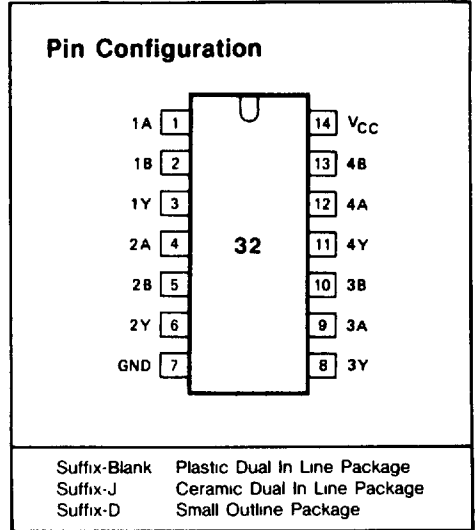 Pin Configuration
1A 1 14 VCC
1B 2 13 4B
1Y 3 12 4A
2A 4 32 11 4Y
2B 5 10 3B
2Y 6 9 3A
GND 7 8 3Y
Suffix-Blank Plastic Dual In Line Package
Suffix-J Ceramic Dual In Line Package
Suffix-D Small Outline Package